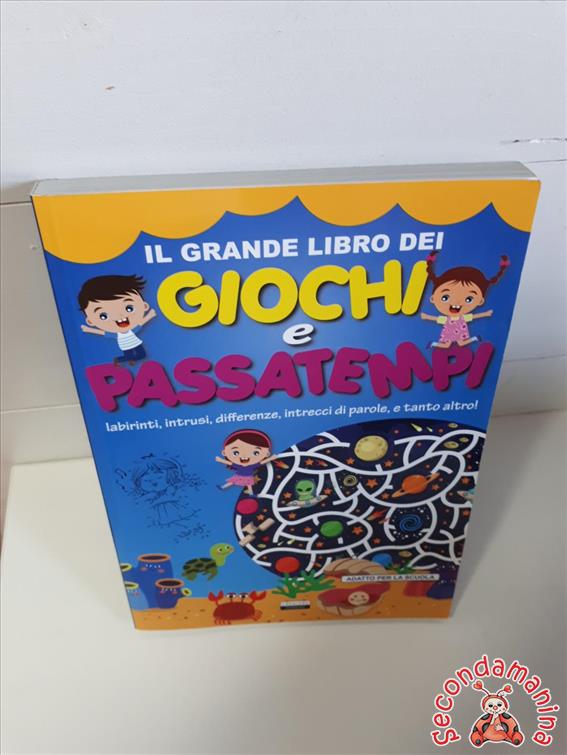 IL GRANDE LIBRO DEI
GIOCHI
e
PASSATEMPI
labirinti, intrusi, differenze, intrecci di parole, e tanto altro!
ADATTO PER LA SCUOLA
Secondamanina